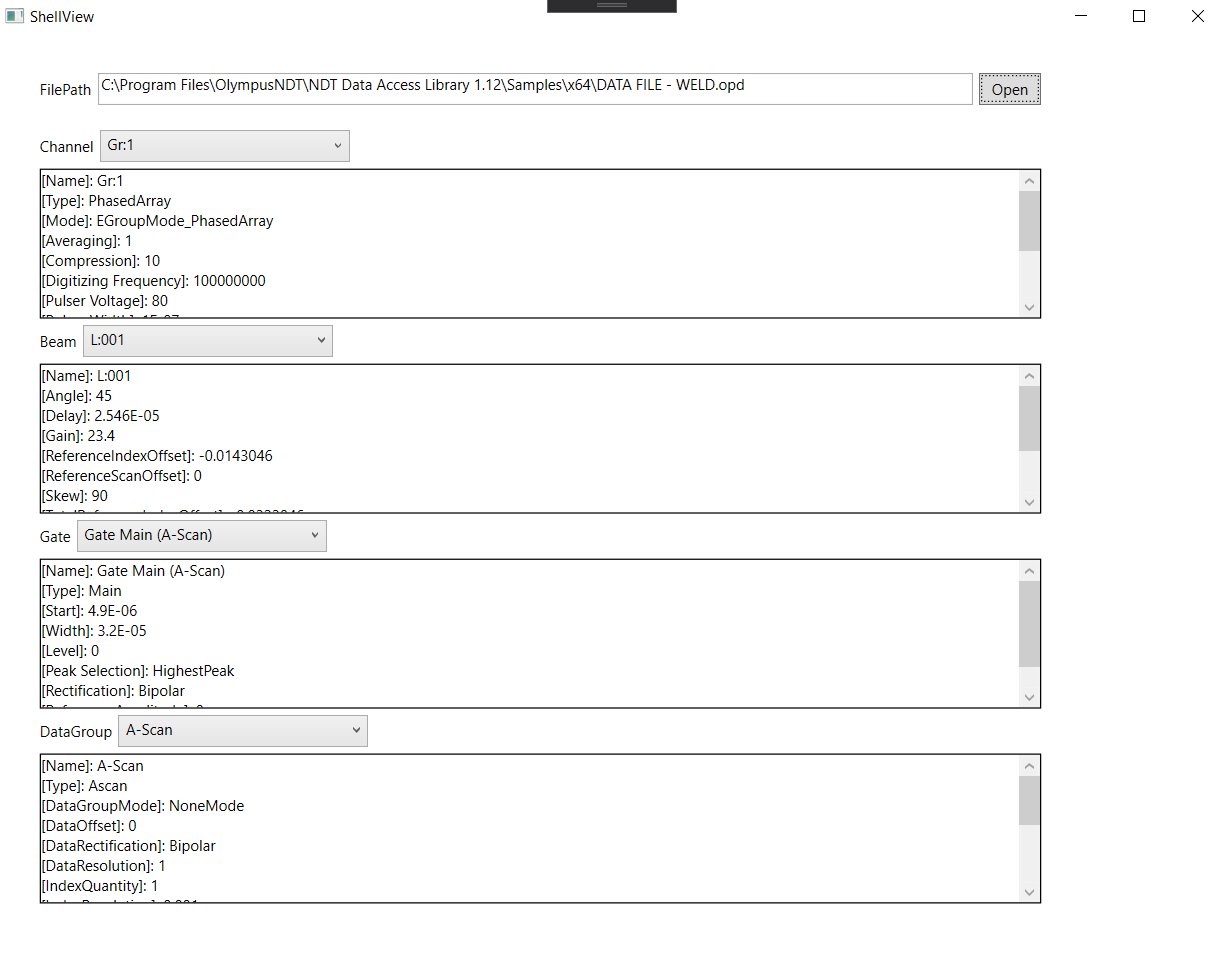 ShellView
FilePath C:\Program Files\OlympusNDT\NDT Data Access Library 1.12\Samples\x64\DATA FILE - WELD.opd Open
Channel Gr:1
[Name]: Gr:1
[Type]: PhasedArray
[Mode]: EGroupMode_PhasedArray
[Averaging]: 1
[Compression]: 10
[Digitizing Frequency]: 100000000
[Pulser Voltage]: 80
Beam L:001
[Name]: L:001
[Angle]: 45
[Delay]: 2.546E-05
[Gain]: 23.4
[ReferenceIndexOffset]: -0.0143046
[ReferenceScanOffset]: 0
[Skew]: 90
Gate Gate Main (A-Scan)
[Name]: Gate Main (A-Scan)
[Type]: Main
[Start]: 4.9E-06
[Width]: 3.2E-05
[Level]: 0
[Peak Selection]: HighestPeak
[Rectification]: Bipolar
DataGroup A-Scan
[Name]: A-Scan
[Type]: Ascan
[DataGroupMode]: NoneMode
[DataOffset]: 0
[DataRectification]: Bipolar
[DataResolution]: 1
[IndexQuantity]: 1